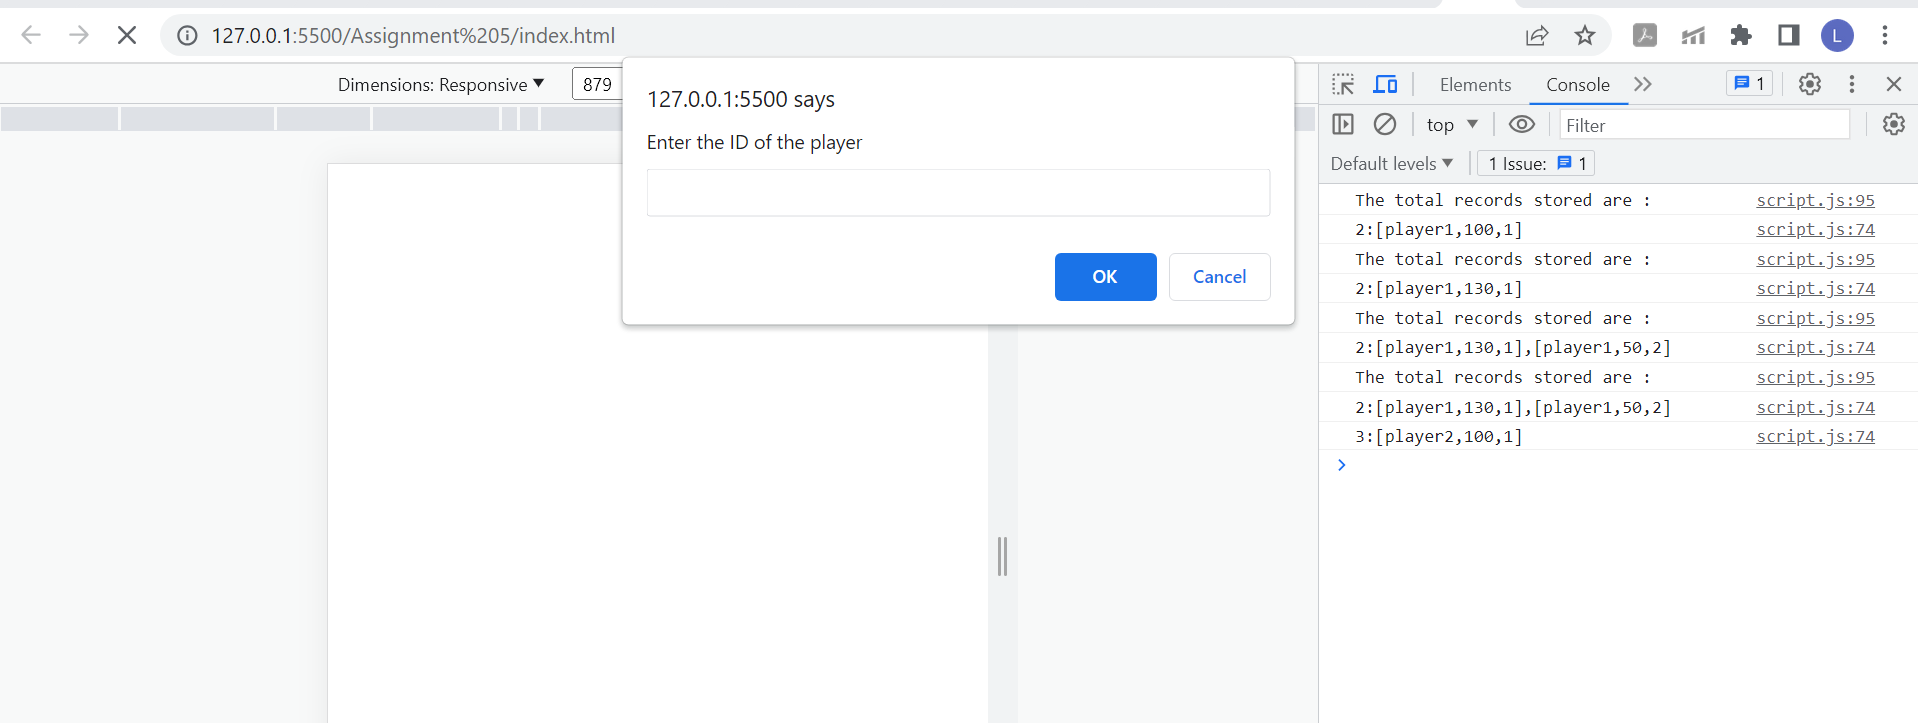 127.0.0.1:5500/Assignment%205/index.html
L
Dimensions: Responsive
879
127.0.0.1:5500 says
Enter the ID of the player
OK
Cancel
Elements
Console
1
top
Filter
Default levels
1 Issue:
1
The total records stored are : script.js:95
2:[player1,100,1] script.js:74
The total records stored are : script.js:95
2:[player1,130,1] script.js:74
The total records stored are : script.js:95
2:[player1,130,1],[player1,50,2] script.js:74
The total records stored are : script.js:95
2:[player1,130,1],[player1,50,2] script.js:74
3:[player2,100,1] script.js:74